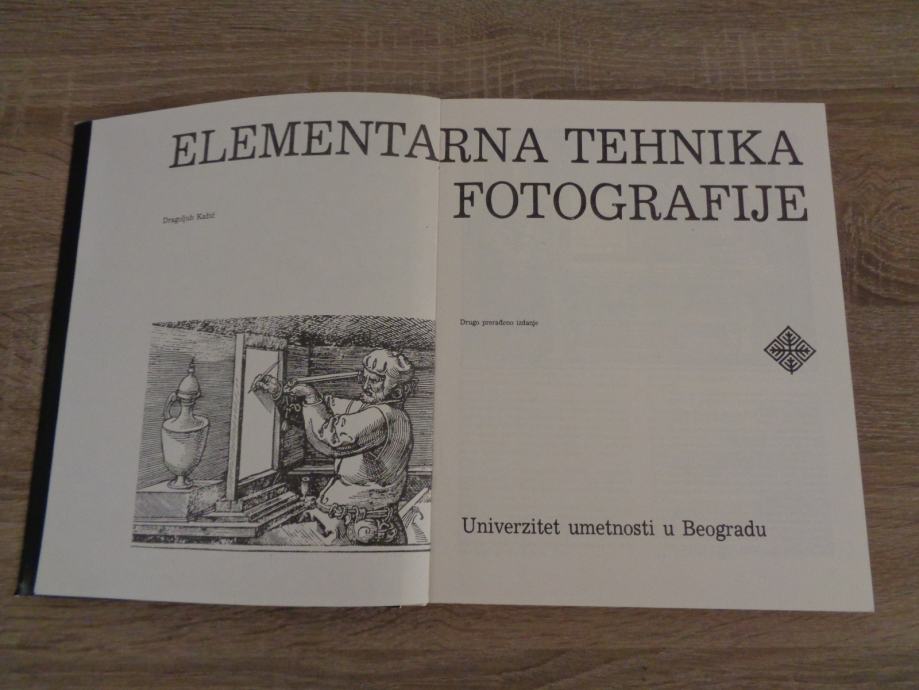 ELEMENTARNA TEHNIKA
FOTOGRAFIJE
Dragoljub Kažić
Drugo prerađeno izdanje
Univerzitet umetnosti u Beogradu